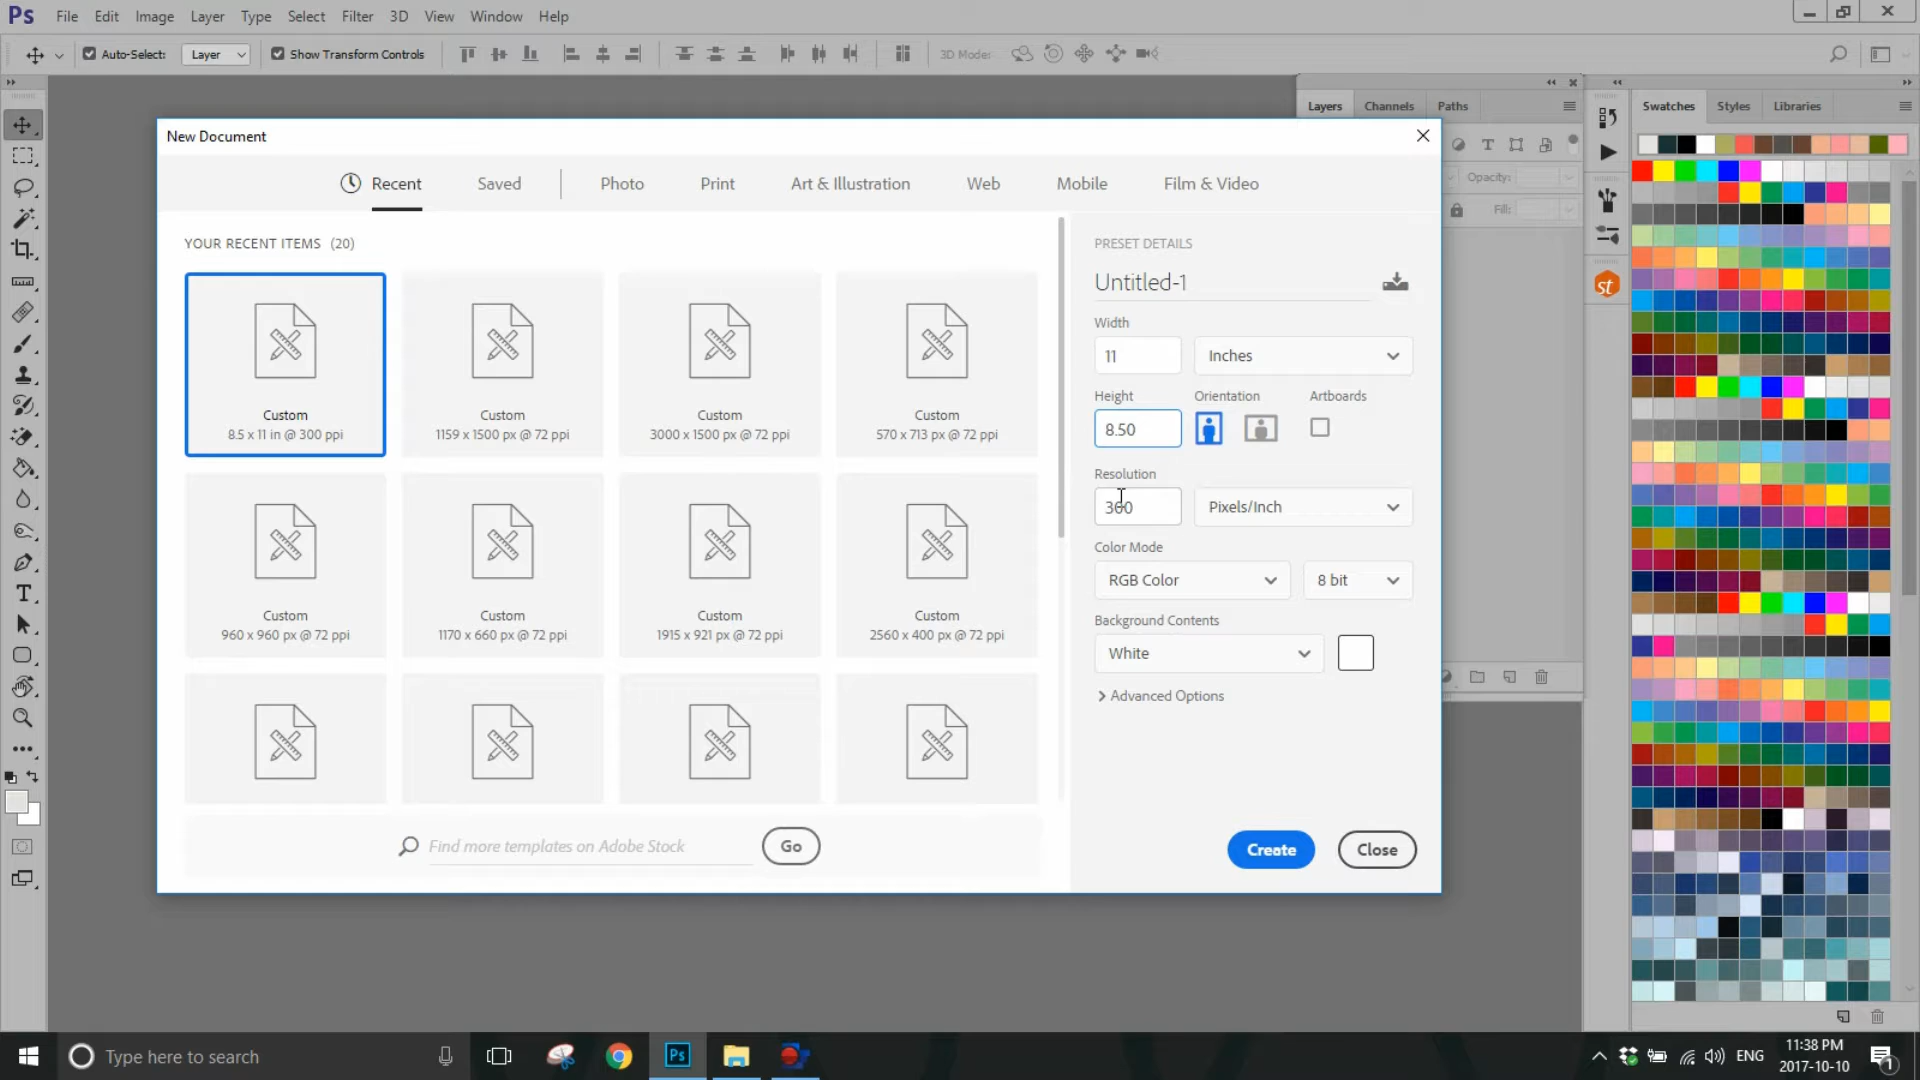 Ps File Edit Image Layer Type Select Filter 3D View Window Help
Auto-Select: Layer Show Transform Controls 3D Mode:
Layers Channels Paths
Swatches Styles Libraries
New Document
Recent Saved Photo Print Art & Illustration Web Mobile Film & Video
Opacity:
Fill:
YOUR RECENT ITEMS (20)
Custom
8.5 x 11 in @ 300 ppi
Custom
1159 x 1500 px @ 72 ppi
Custom
3000 x 1500 px @ 72 ppi
Custom
570 x 713 px @ 72 ppi
Custom
960 x 960 px @ 72 ppi
Custom
1170 x 660 px @ 72 ppi
Custom
1915 x 921 px @ 72 ppi
Custom
2560 x 400 px @ 72 ppi
Find more templates on Adobe Stock
Go
PRESET DETAILS
Untitled-1
Width
11 Inches
Height Orientation Artboards
8.50
Resolution
300 Pixels/Inch
Color Mode
RGB Color 8 bit
Background Contents
White
Advanced Options
Create Close
st
Type here to search
Ps
ENG
11:38 PM
2017-10-10
1